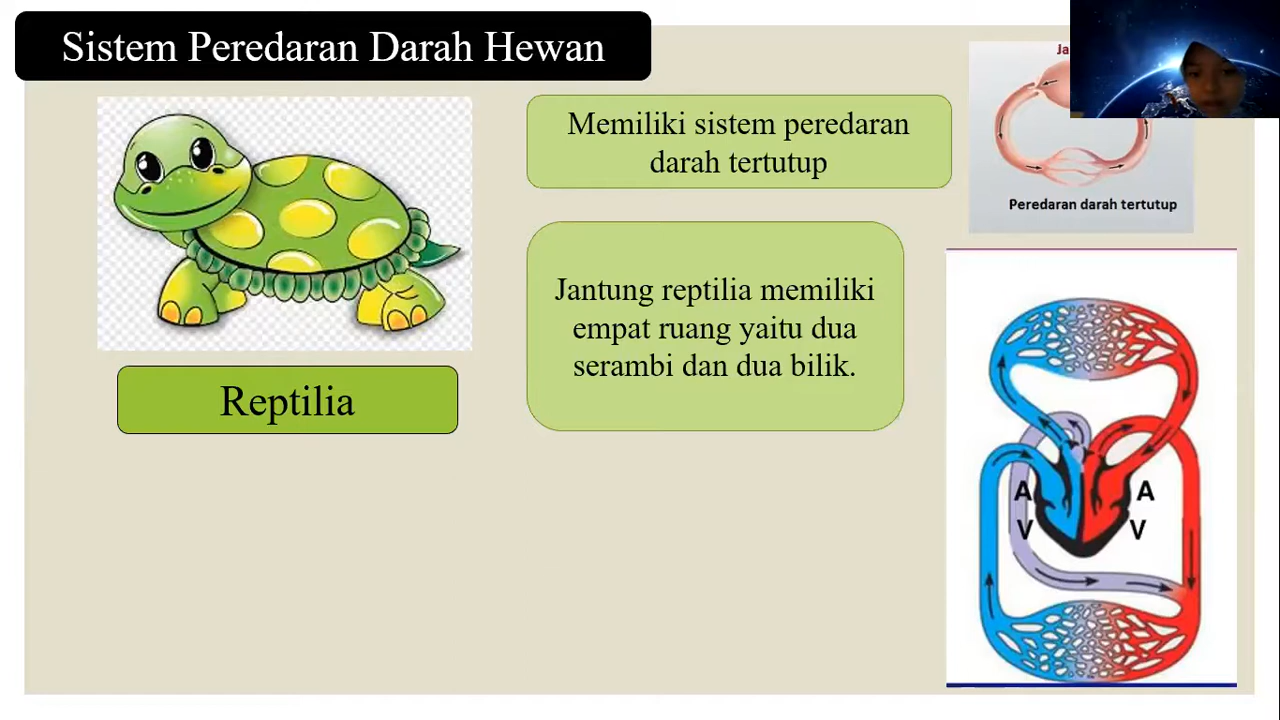 Sistem Peredaran Darah Hewan
Memiliki sistem peredaran
darah tertutup
Peredaran darah tertutup
Jantung reptilia memiliki
empat ruang yaitu dua
serambi dan dua bilik.
Reptilia
A
A
V
V